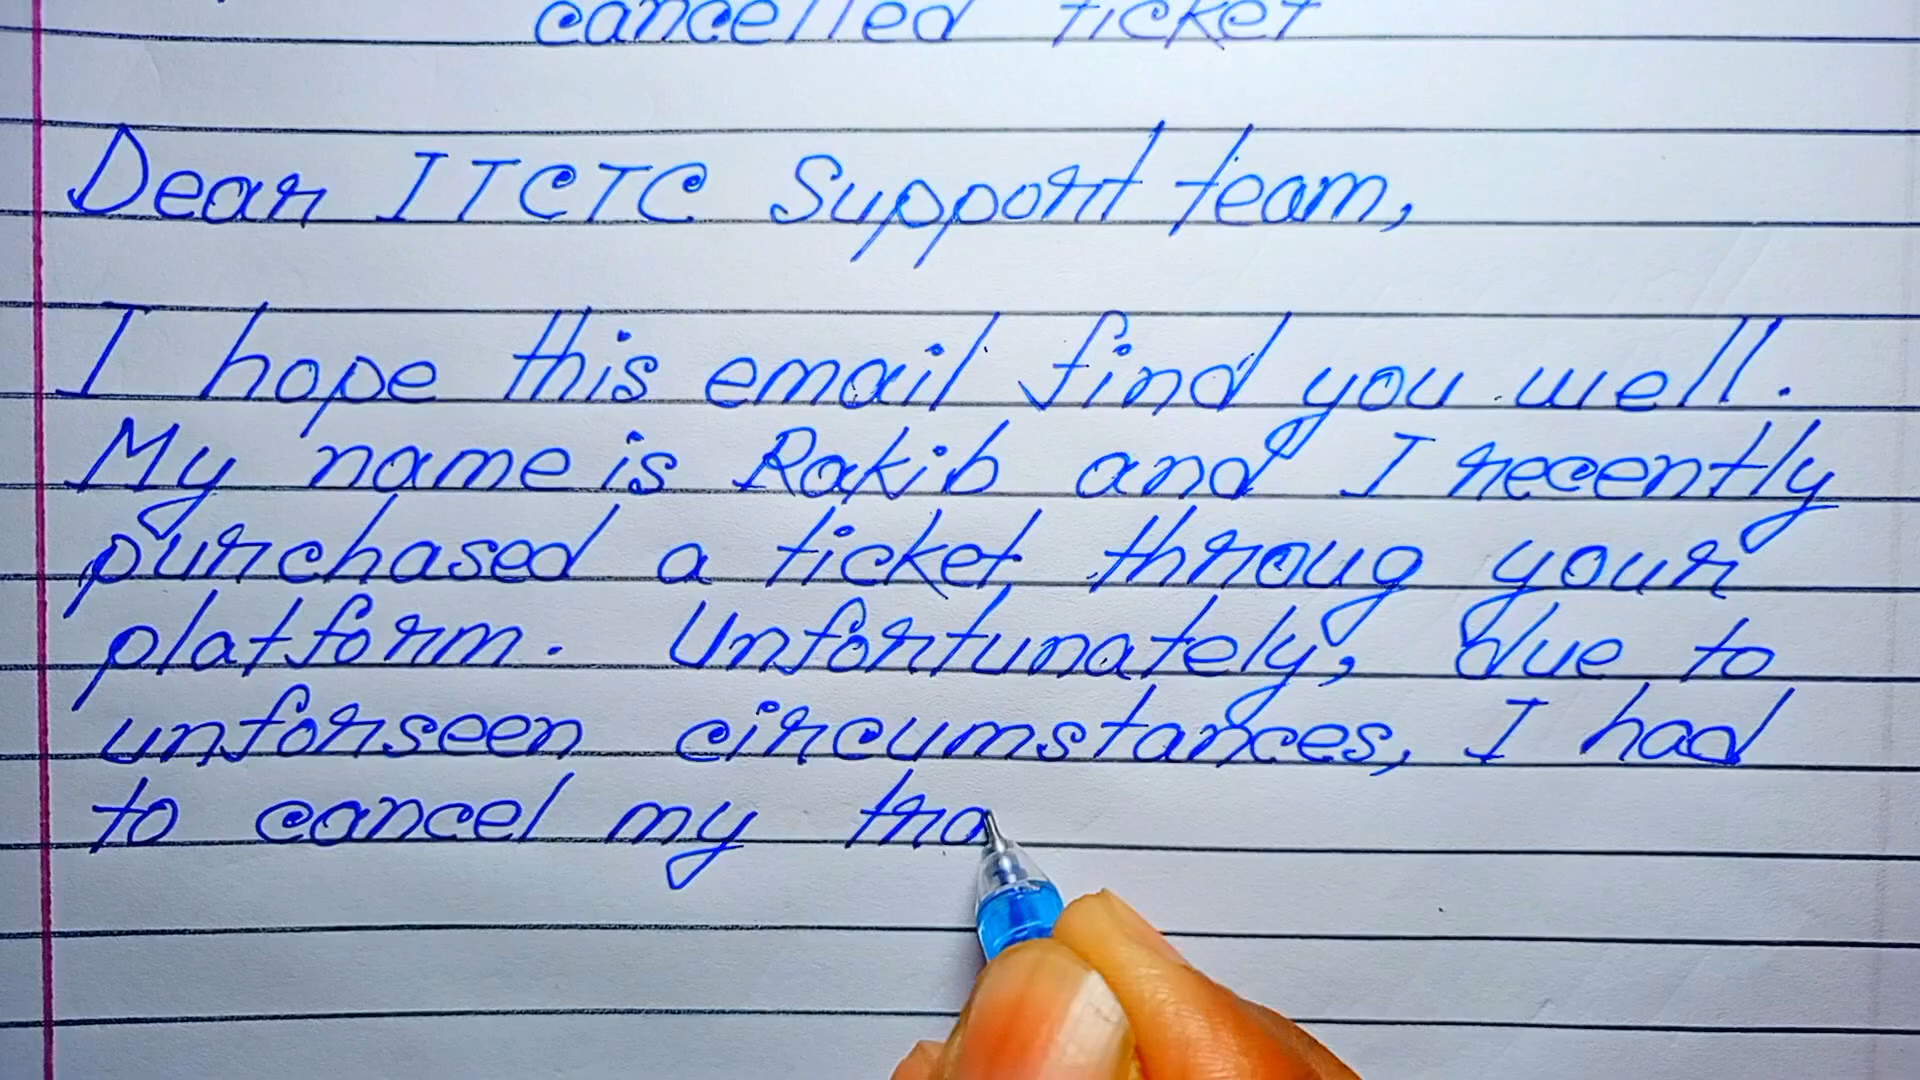 cancelled ticket
Dear ITCTC Support team,
I hope this email find you well.
My name is Rakib and I recently
purchased a ticket throug your
platform. Unfortunately, due to
unforseen circumstances, I had
to cancel my tra